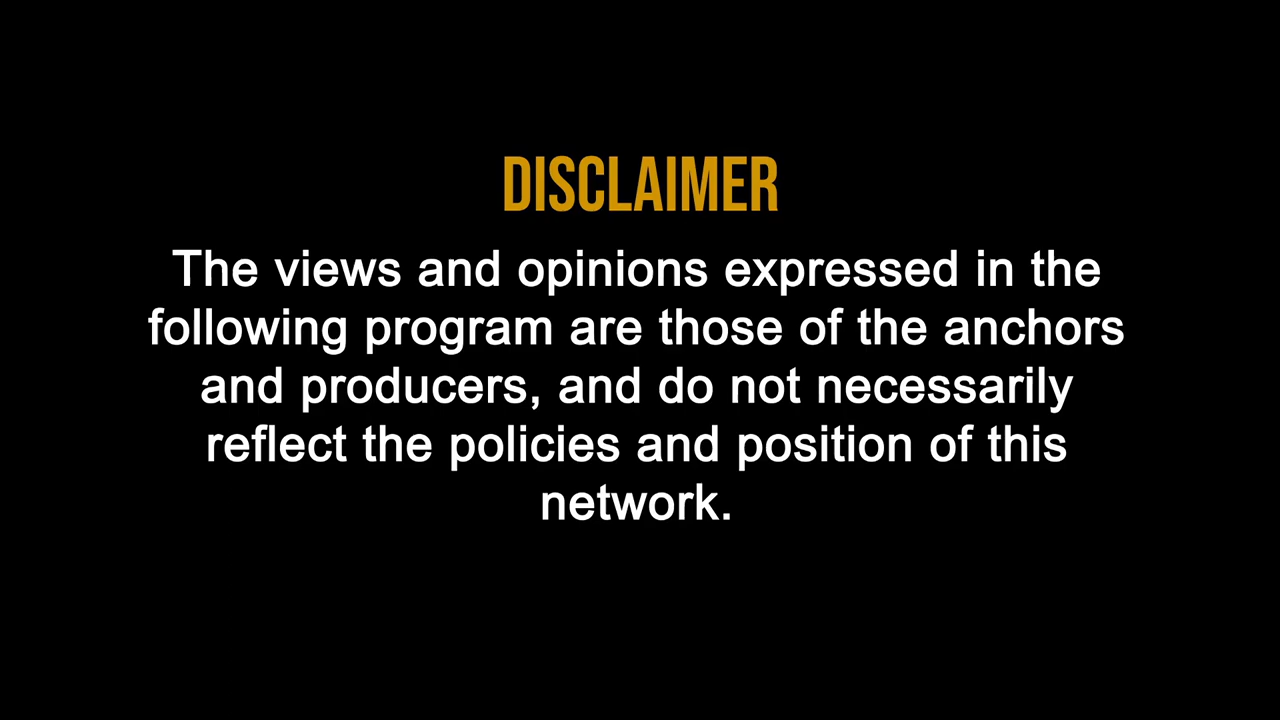 DISCLAIMER
The views and opinions expressed in the
following program are those of the anchors
and producers, and do not necessarily
reflect the policies and position of this
network.